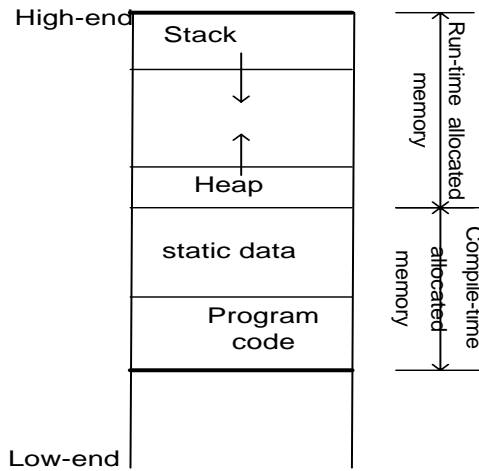 High-end
Stack
Heap
static data
Program
code
Low-end
Run-time allocated
memory
Compile-time
allocated
memory